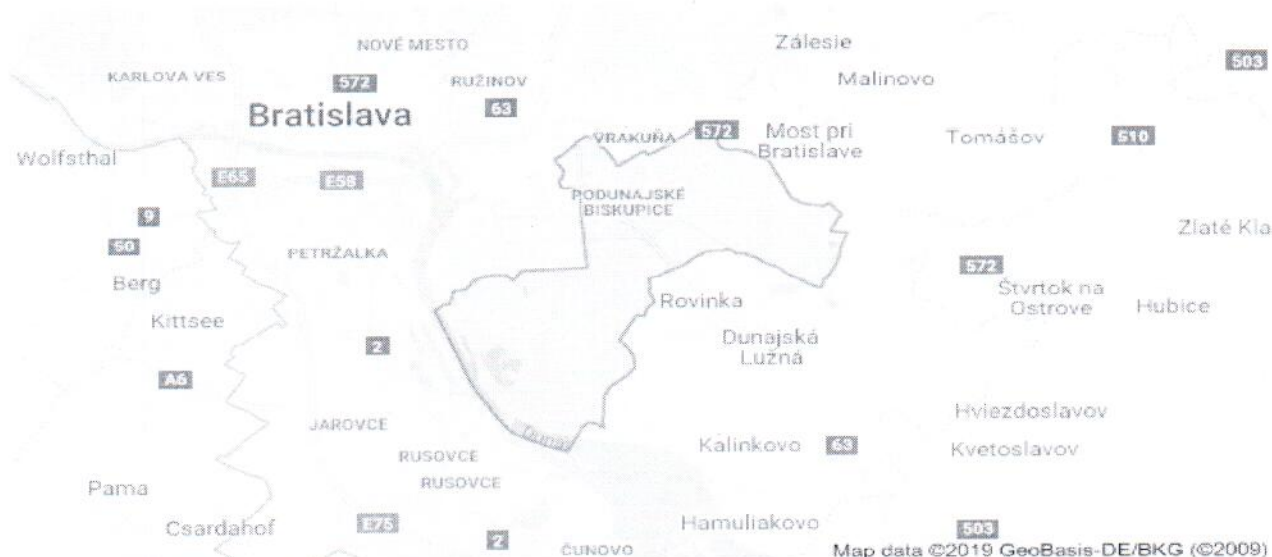 NOVÉ MESTO
Zálesie
503
KARLOVA VES
572
RUŽINOV
Malinovo
63
Bratislava
VRAKUŇA
572
Most pri
Bratislave
Tomášov
510
Wolfsthal
E65
E58
PODUNAJSKÉ
BISKUPICE
9
50
PETRŽALKA
Zlaté Kla
572
Berg
Štvrtok na
Ostrove
Hubice
Rovinka
Kittsee
Dunajská
Lužná
2
A6
Hviezdoslavov
JAROVCE
Dunaj
Kalinkovo
63
Kvetoslavov
RUSOVCE
RUSOVCE
Pama
Csardahof
E75
2
Hamuliakovo
503
ČUNOVO
Map data ©2019 GeoBasis-DE/BKG (©2009)